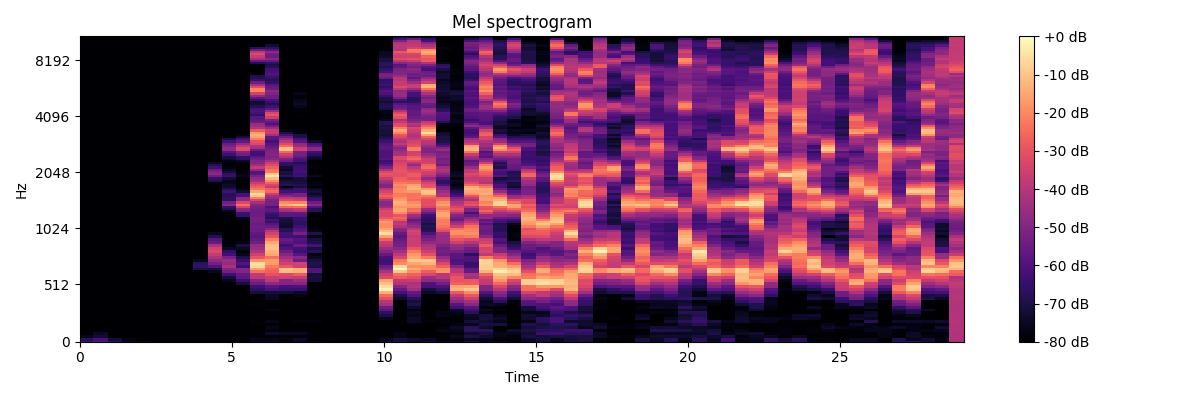 Mel spectrogram
8192
4096
2048
1024
512
0
Hz
0 5 10 15 20 25
Time
+0 dB
-10 dB
-20 dB
-30 dB
-40 dB
-50 dB
-60 dB
-70 dB
-80 dB